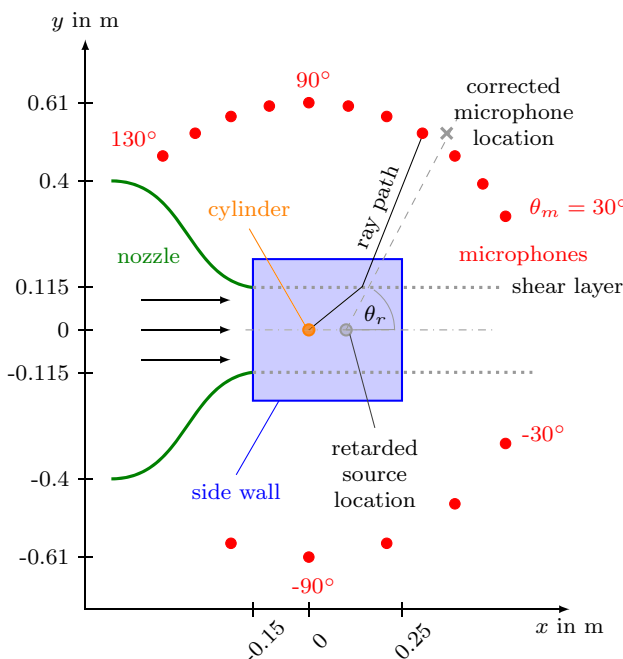 y in m
0.61
90°
corrected
microphone
location
130°
0.4
cylinder
ray path
θm = 30°
nozzle
microphones
0.115
shear layer
θr
0
-0.115
-30°
retarded
source
location
side wall
-0.4
-0.61
-90°
x in m
-0.15
0
0.25